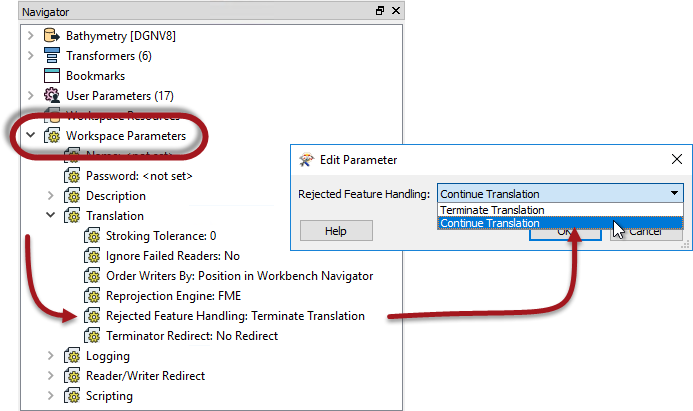 Navigator
Bathymetry [DGNV8]
Transformers (6)
Bookmarks
User Parameters (17)
Workspace Resources
Workspace Parameters
Name: <not set>
Password: <not set>
Description
Translation
Stroking Tolerance: 0
Ignore Failed Readers: No
Order Writers By: Position in Workbench Navigator
Reprojection Engine: FME
Rejected Feature Handling: Terminate Translation
Terminator Redirect: No Redirect
Logging
Reader/Writer Redirect
Scripting
Edit Parameter
Rejected Feature Handling: Continue Translation
Terminate Translation
Continue Translation
Help
OK
Cancel